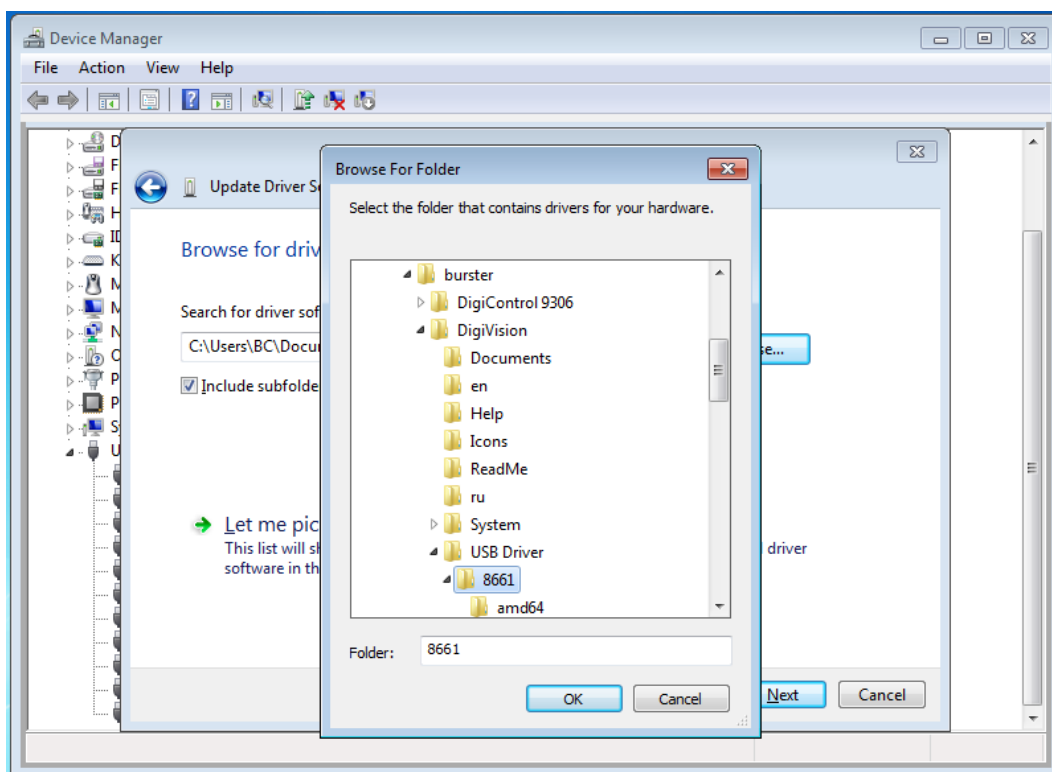 Device Manager
File Action View Help
D
F
F
H
ID
K
M
M
N
O
P
P
Sy
U
Update Driver S
Browse for driv
Search for driver sof
C:\Users\BC\Docu
se...
Include subfolde
Let me pic
This list will s
driver
software in th
Next
Cancel
Browse For Folder
Select the folder that contains drivers for your hardware.
burster
DigiControl 9306
DigiVision
Documents
en
Help
Icons
ReadMe
ru
System
USB Driver
8661
amd64
Folder: 8661
OK Cancel